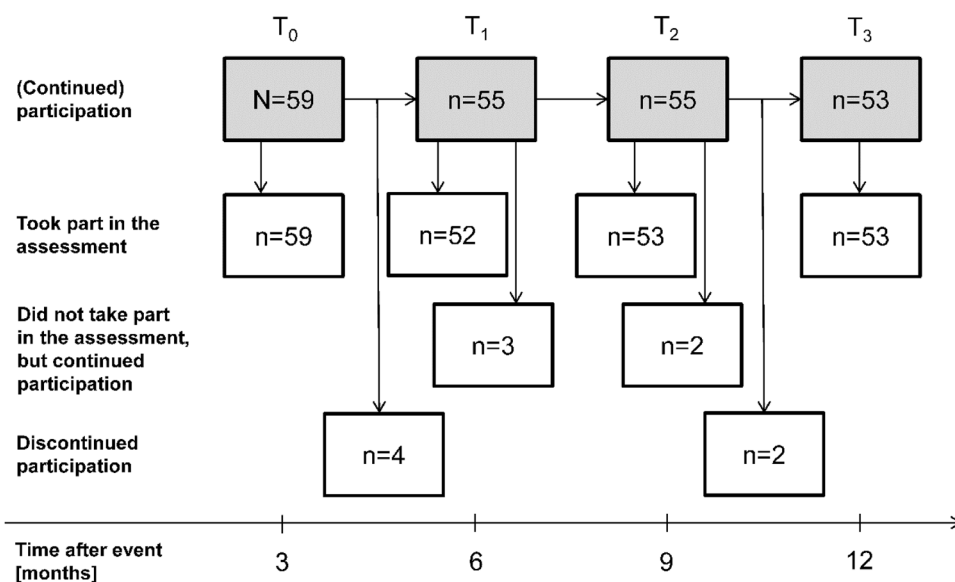 T0 T1 T2 T3
(Continued)
participation
N=59 n=55 n=55 n=53
Took part in the
assessment
n=59 n=52 n=53 n=53
Did not take part
in the assessment,
but continued
participation
n=3 n=2
Discontinued
participation
n=4 n=2
Time after event
[months]
3 6 9 12